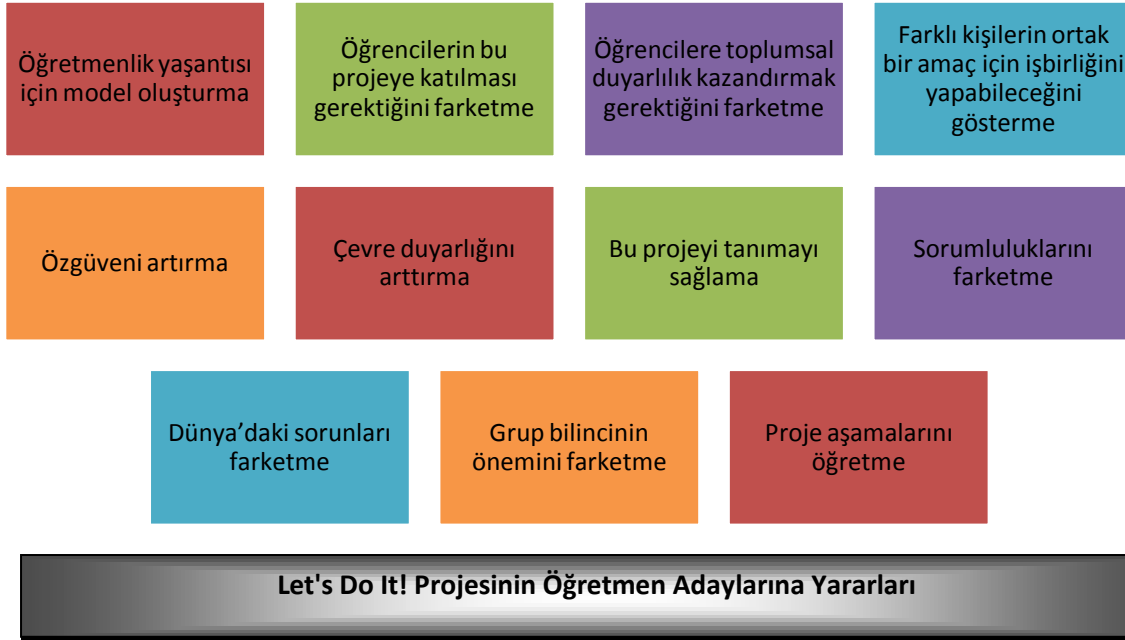 Öğretmenlik yaşantısı
için model oluşturma
Öğrencilerin bu
projeye katılması
gerektiğini farketme
Öğrencilere toplumsal
duyarlılık kazandırmak
gerektiğini farketme
Farklı kişilerin ortak
bir amaç için işbirliğini
yapabileceğini
gösterme
Özgüveni artırma
Çevre duyarlığını
arttırma
Bu projeyi tanımayı
sağlama
Sorumluluklarını
farketme
Dünya’daki sorunları
farketme
Grup bilincinin
önemini farketme
Proje aşamalarını
öğretme
Let's Do It! Projesinin Öğretmen Adaylarına Yararları